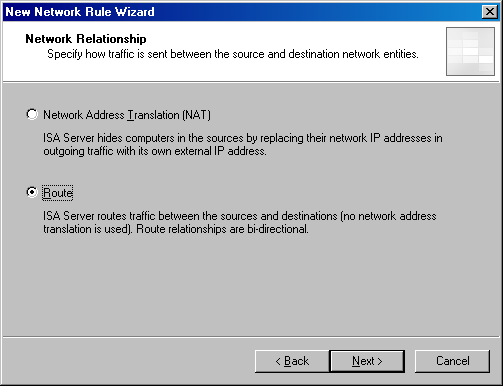 New Network Rule Wizard
Network Relationship
Specify how traffic is sent between the source and destination network entities.
Network Address Translation (NAT)
ISA Server hides computers in the sources by replacing their network IP addresses in
outgoing traffic with its own external IP address.
Route
ISA Server routes traffic between the sources and destinations (no network address
translation is used). Route relationships are bi-directional.
< Back
Next >
Cancel